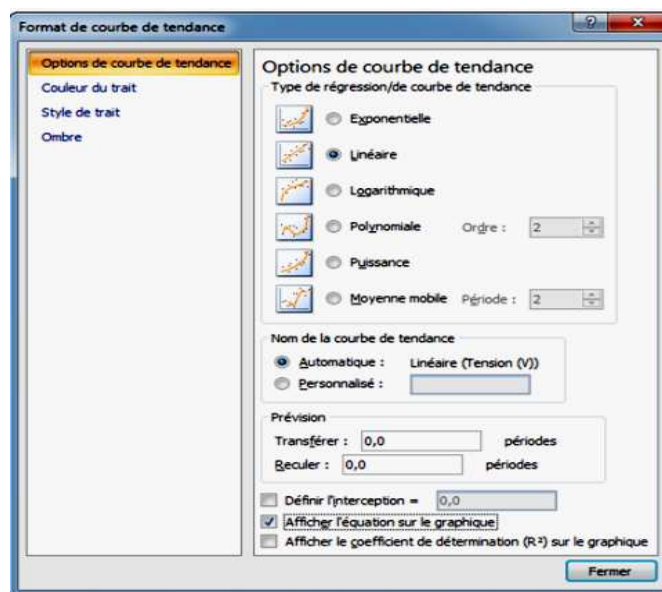 Format de courbe de tendance
Options de courbe de tendance
Couleur du trait
Style de trait
Ombre
Options de courbe de tendance
Type de régression/de courbe de tendance
Exponentielle
Linéaire
Logarithmique
Polynomiale Ordre : 2
Puissance
Moyenne mobile Période : 2
Nom de la courbe de tendance
Automatique : Linéaire (Tension (V))
Personnalisé :
Prévision
Transférer : 0,0 périodes
Reculer : 0,0 périodes
Définir l'interception = 0,0
Afficher l'équation sur le graphique
Afficher le coefficient de détermination (R²) sur le graphique
Fermer